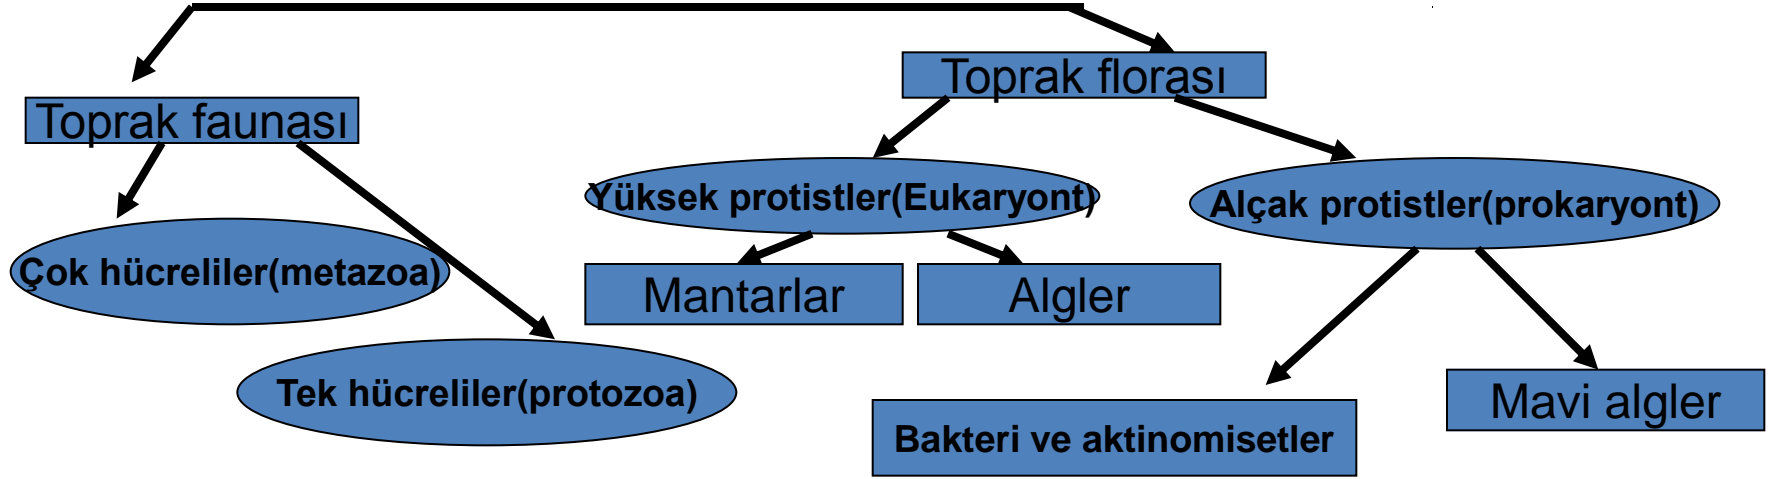 Toprak florası
Toprak faunası
Yüksek protistler(Eukaryont)
Alçak protistler(prokaryont)
Çok hücreliler(metazoa)
Mantarlar
Algler
Tek hücreliler(protozoa)
Mavi algler
Bakteri ve aktinomisetler